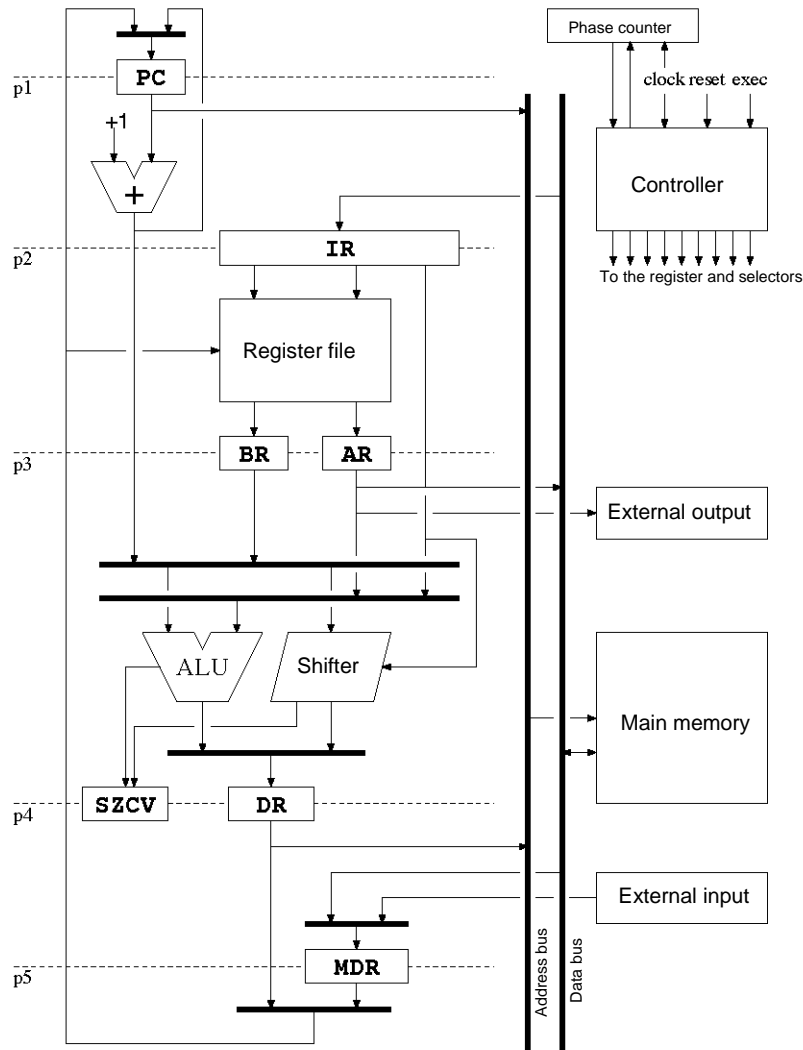 Phase counter
PC
p1
clock reset exec
+1
+
Controller
IR
p2
To the register and selectors
Register file
BR
AR
p3
External output
ALU
Shifter
Main memory
SZCV
DR
p4
External input
MDR
p5
Address bus
Data bus